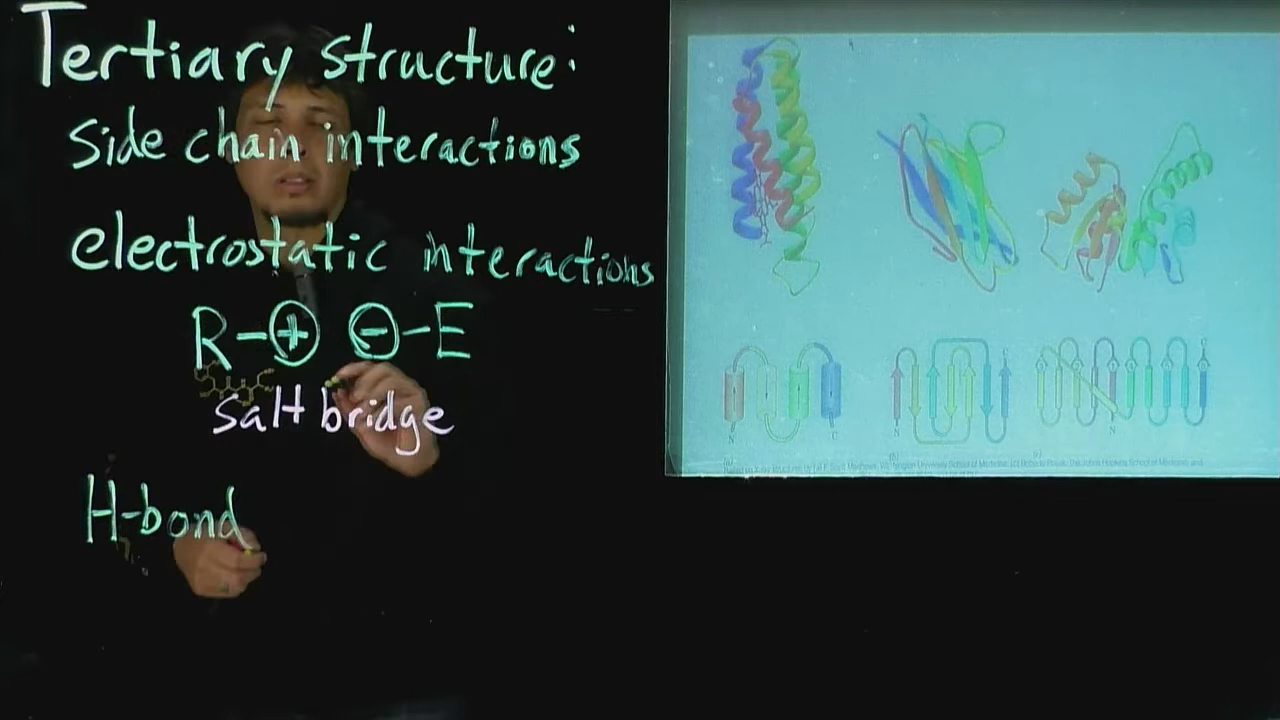 Tertiary structure:
side chain interactions
electrostatic interactions
R-⊕ ⊖-E
salt bridge
H-bond
N
C
N
C
N
C
(a)
(b)
(c)